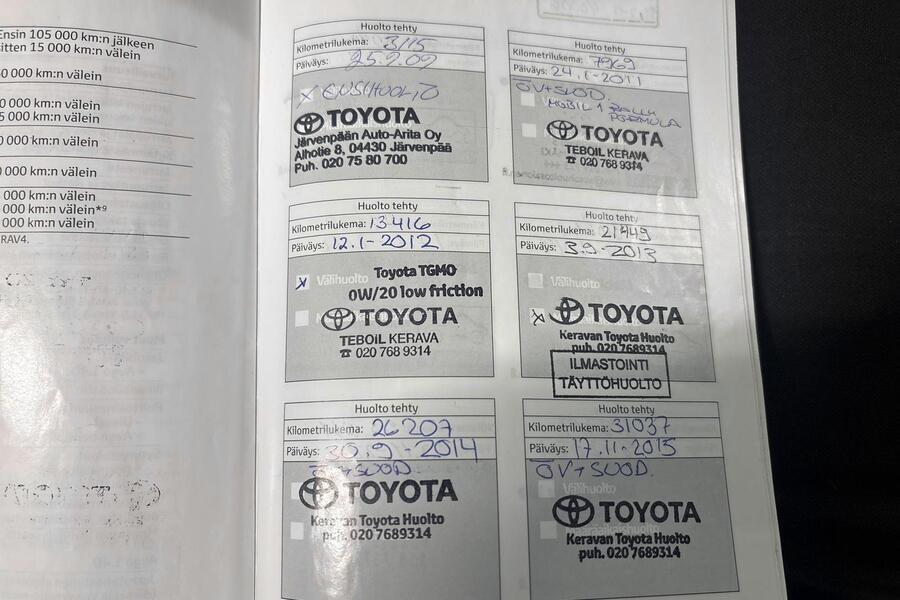 Ensin 105 000 km:n jälkeen
sitten 15 000 km:n välein
0 000 km:n välein
0 000 km:n välein
5 000 km:n välein
0 000 km:n välein
000 km:n välein
000 km:n välein
000 km:n välein*9
000 km:n välein
RAV4.
Huolto tehty
Kilometrilukema: 3115
Päiväys: 25.9.09
x ENSIHUOLTO
TOYOTA
Järvenpään Auto-Arita Oy
Alhotie 8, 04430 Järvenpää
Puh. 020 75 80 700
Huolto tehty
Kilometrilukema: 7969
Päiväys: 24.1-2011
ÖV+SUOD.
MOBIL 1 RALLY
FORMULA
TOYOTA
TEBOIL KERAVA
☎ 020 768 9314
Huolto tehty
Kilometrilukema: 13416
Päiväys: 12.1-2012
x Välihuolto Toyota TGMO
0W/20 low friction
TOYOTA
TEBOIL KERAVA
☎ 020 768 9314
Huolto tehty
Kilometrilukema: 21449
Päiväys: 3.9-2013
Välihuolto
x TOYOTA
Keravan Toyota Huolto
puh. 020 7689314
ILMASTOINTI
TÄYTTÖHUOLTO
Huolto tehty
Kilometrilukema: 26207
Päiväys: 30.9-2014
ÖV+SUOD
TOYOTA
Keravan Toyota Huolto
puh. 020 7689314
Huolto tehty
Kilometrilukema: 31037
Päiväys: 17.11-2015
ÖV+SUOD.
Välihuolto
TOYOTA
Keravan Toyota Huolto
puh. 020 7689314